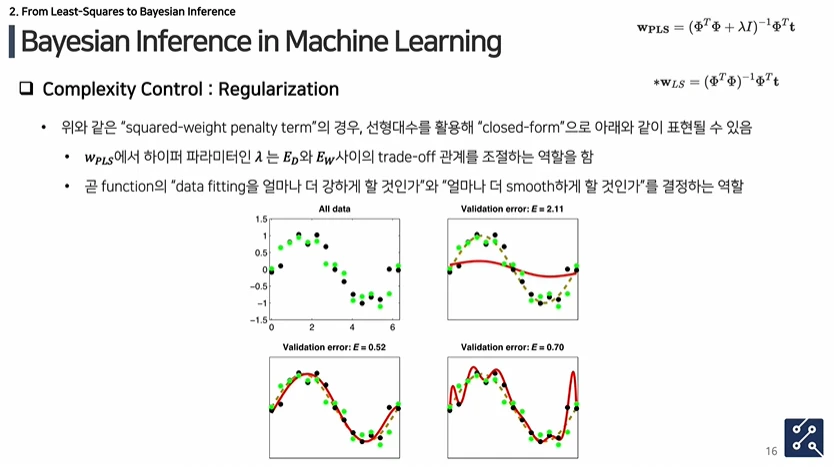 2. From Least-Squares to Bayesian Inference
Bayesian Inference in Machine Learning
w_PLS = (Φ^TΦ + λI)^{-1}Φ^Tt
*w_LS = (Φ^TΦ)^{-1}Φ^Tt
❑ Complexity Control : Regularization
• 위와 같은 “squared-weight penalty term”의 경우, 선형대수를 활용해 “closed-form”으로 아래와 같이 표현될 수 있음
• w_PLS에서 하이퍼 파라미터인 λ 는 E_D와 E_W사이의 trade-off 관계를 조절하는 역할을 함
• 곧 function의 “data fitting을 얼마나 더 강하게 할 것인가”와 “얼마나 더 smooth하게 할 것인가”를 결정하는 역할
All data
1.5
1
0.5
0
−0.5
−1
−1.5
0 2 4 6
Validation error: E = 2.11
Validation error: E = 0.52
Validation error: E = 0.70
16